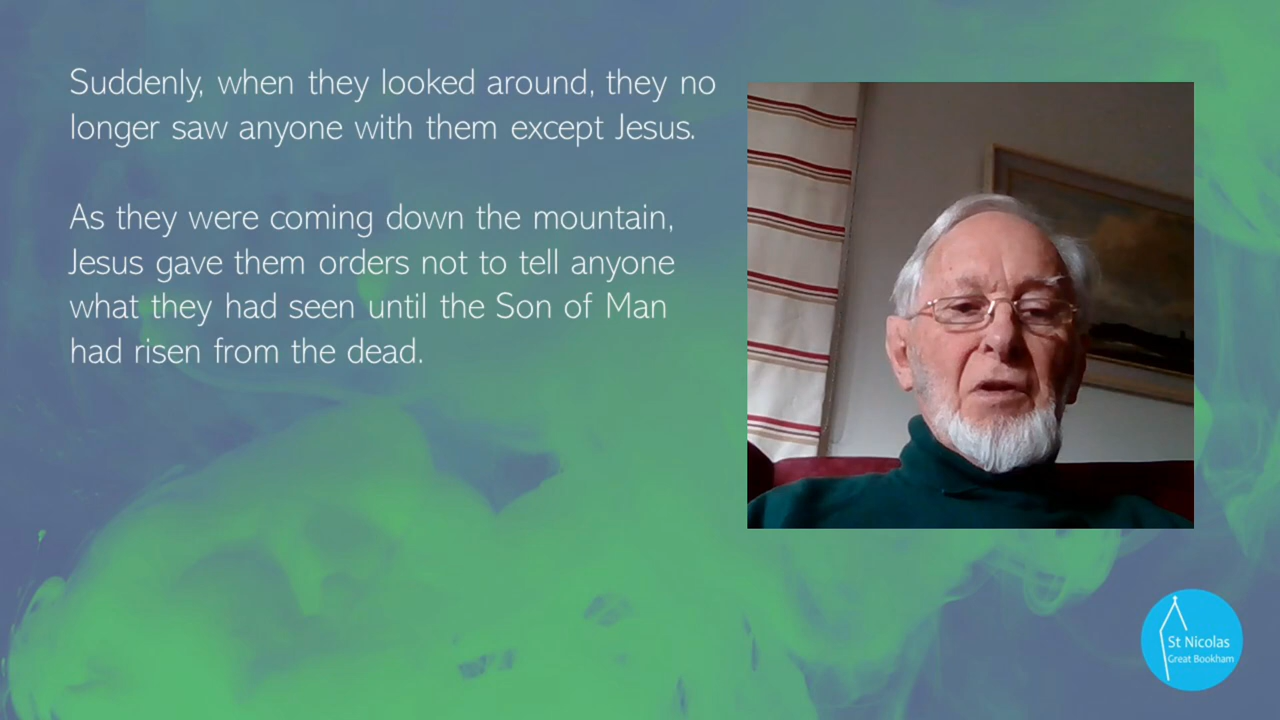 Suddenly, when they looked around, they no
longer saw anyone with them except Jesus.
As they were coming down the mountain,
Jesus gave them orders not to tell anyone
what they had seen until the Son of Man
had risen from the dead.
St Nicolas
Great Bookham